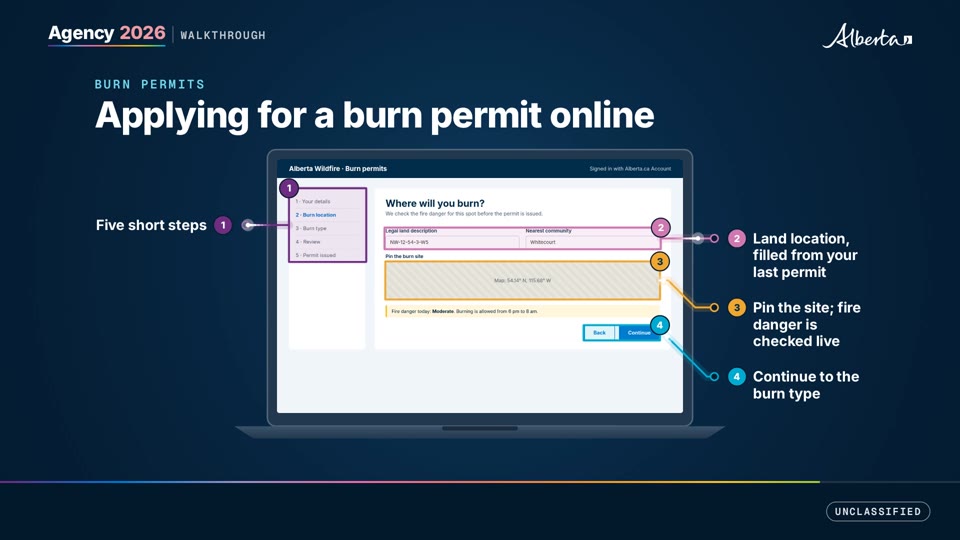 Agency 2026 | WALKTHROUGH
Alberta
BURN PERMITS
Applying for a burn permit online
Alberta Wildfire · Burn permits
Signed in with Alberta.ca Account
1
1 · Your details
2 · Burn location
3 · Burn type
4 · Review
5 · Permit issued
Where will you burn?
We check the fire danger for this spot before the permit is issued.
Legal land description
Nearest community
2
NW-12-54-3-W5
Whitecourt
Pin the burn site
3
Map: 54.14° N, 115.68° W
Fire danger today: Moderate. Burning is allowed from 6 pm to 8 am.
Back
Continue
4
Five short steps 1
2 Land location,
filled from your
last permit
3 Pin the site; fire
danger is
checked live
4 Continue to the
burn type
UNCLASSIFIED